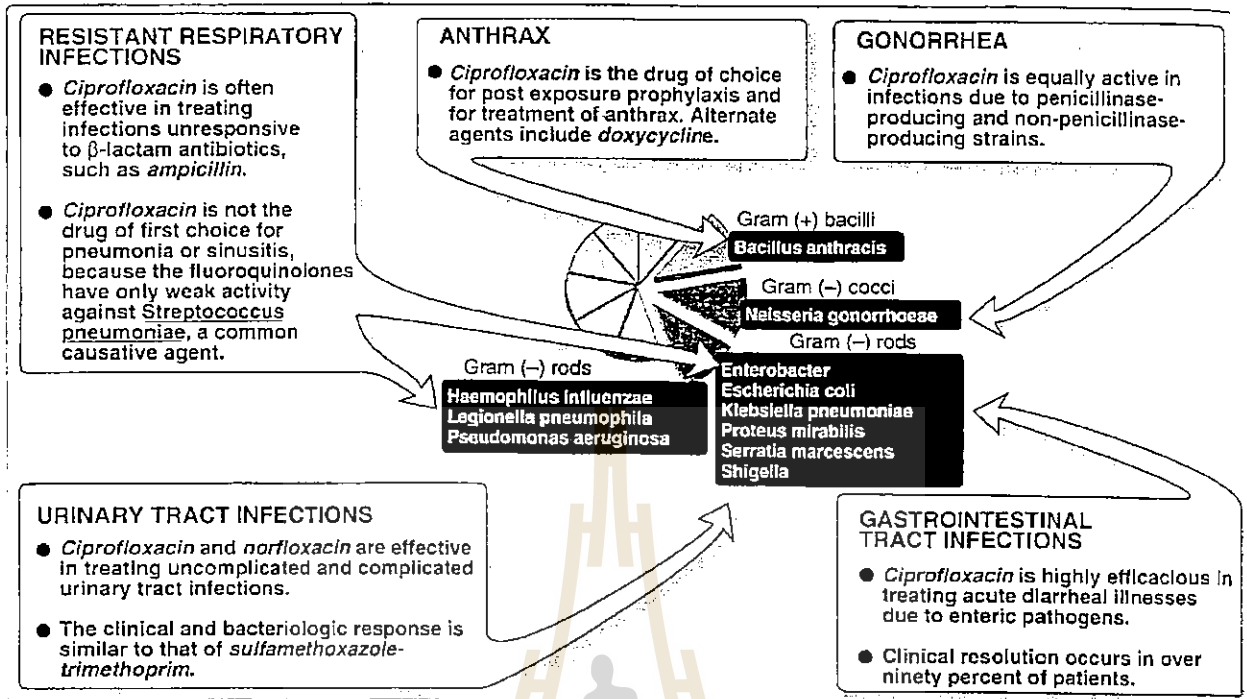 RESISTANT RESPIRATORY
INFECTIONS
● Ciprofloxacin is often
effective in treating
infections unresponsive
to β-lactam antibiotics,
such as ampicillin.
● Ciprofloxacin is not the
drug of first choice for
pneumonia or sinusitis,
because the fluoroquinolones
have only weak activity
against Streptococcus
pneumoniae, a common
causative agent.
ANTHRAX
● Ciprofloxacin is the drug of choice
for post exposure prophylaxis and
for treatment of anthrax. Alternate
agents include doxycycline.
GONORRHEA
● Ciprofloxacin is equally active in
infections due to penicillinase-
producing and non-penicillinase-
producing strains.
Gram (+) bacilli
Bacillus anthracis
Gram (–) cocci
Neisseria gonorrhoeae
Gram (–) rods
Enterobacter
Escherichia coli
Klebsiella pneumoniae
Proteus mirabilis
Serratia marcescens
Shigella
Gram (–) rods
Haemophilus influenzae
Legionella pneumophila
Pseudomonas aeruginosa
URINARY TRACT INFECTIONS
● Ciprofloxacin and norfloxacin are effective
in treating uncomplicated and complicated
urinary tract infections.
● The clinical and bacteriologic response is
similar to that of sulfamethoxazole-
trimethoprim.
GASTROINTESTINAL
TRACT INFECTIONS
● Ciprofloxacin is highly efficacious in
treating acute diarrheal illnesses
due to enteric pathogens.
● Clinical resolution occurs in over
ninety percent of patients.